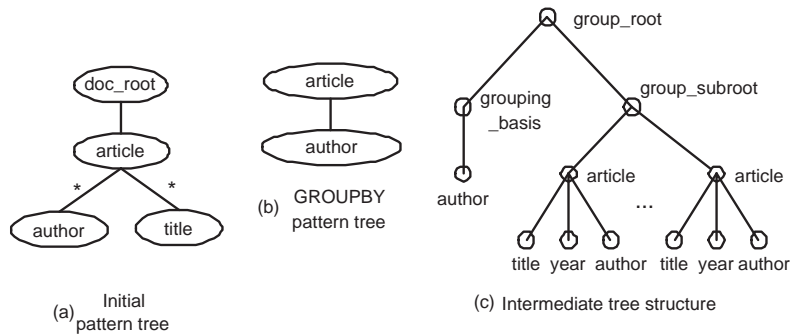 doc_root
article
*
*
author
title
(a) Initial
pattern tree
article
author
(b) GROUPBY
pattern tree
group_root
grouping
_basis
group_subroot
author
article
...
article
title year author title year author
(c) Intermediate tree structure